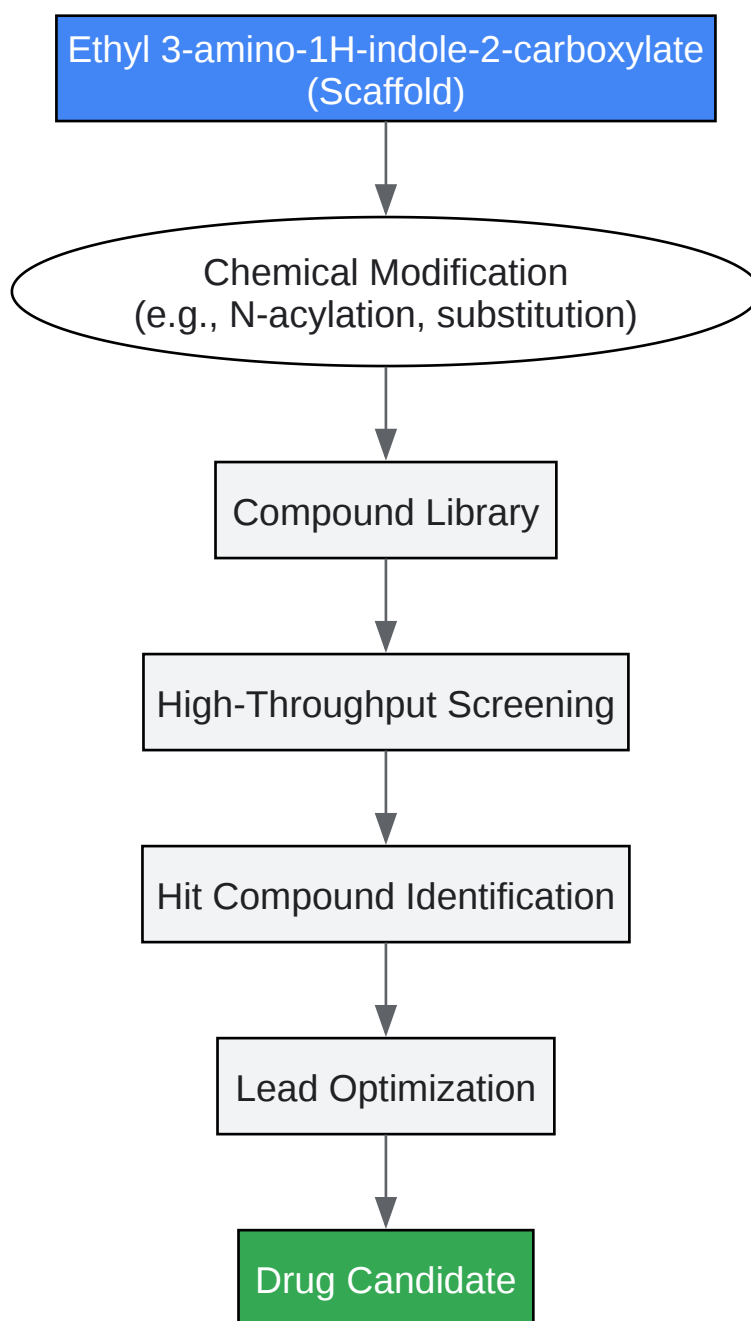 Ethyl 3-amino-1H-indole-2-carboxylate
(Scaffold)
Chemical Modification
(e.g., N-acylation, substitution)
Compound Library
High-Throughput Screening
Hit Compound Identification
Lead Optimization
Drug Candidate